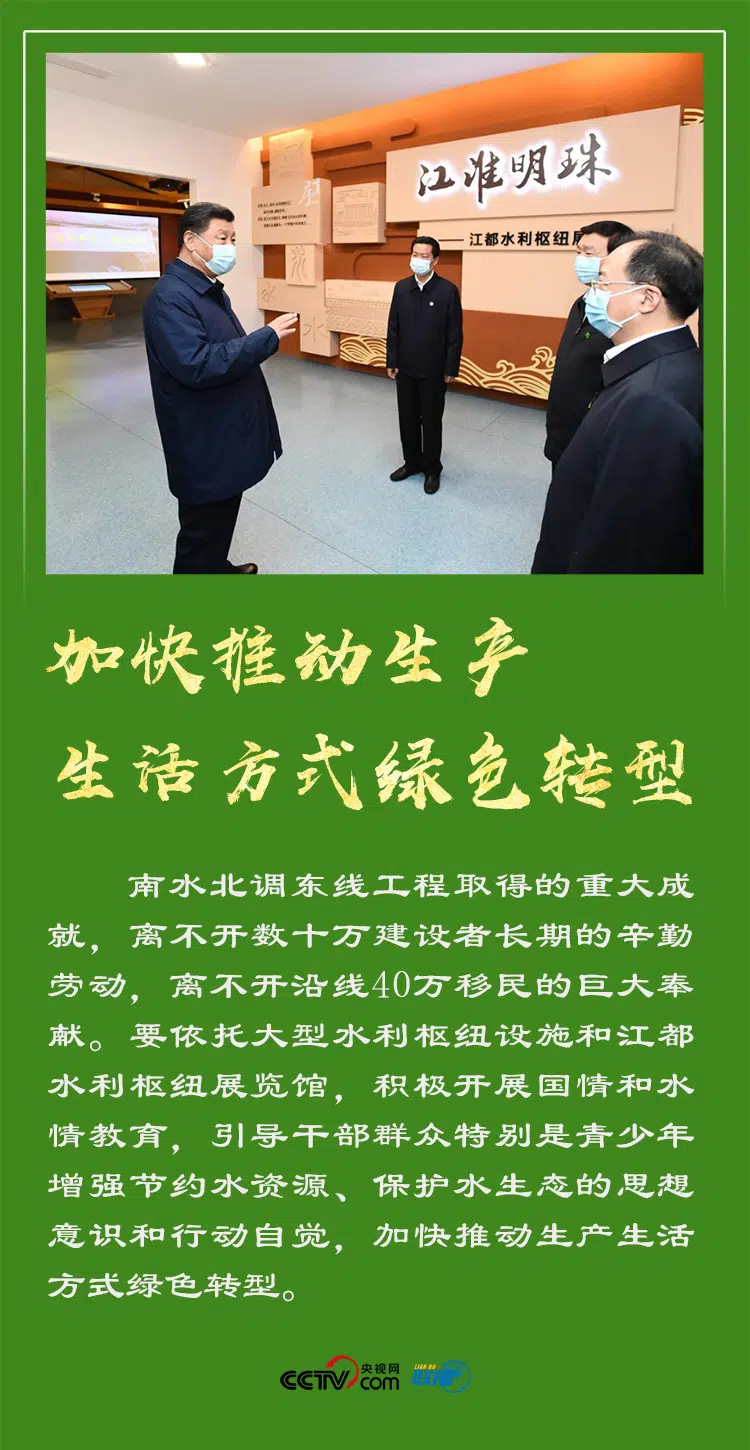 江淮明珠
——江都水利枢纽展
序
水
水
加快推动生产
生活方式绿色转型
南水北调东线工程取得的重大成
就，离不开数十万建设者长期的辛勤
劳动，离不开沿线40万移民的巨大奉
献。要依托大型水利枢纽设施和江都
水利枢纽展览馆，积极开展国情和水
情教育，引导干部群众特别是青少年
增强节约水资源、保护水生态的思想
意识和行动自觉，加快推动生产生活
方式绿色转型。
CCTV.com 央视网
LIAN BO